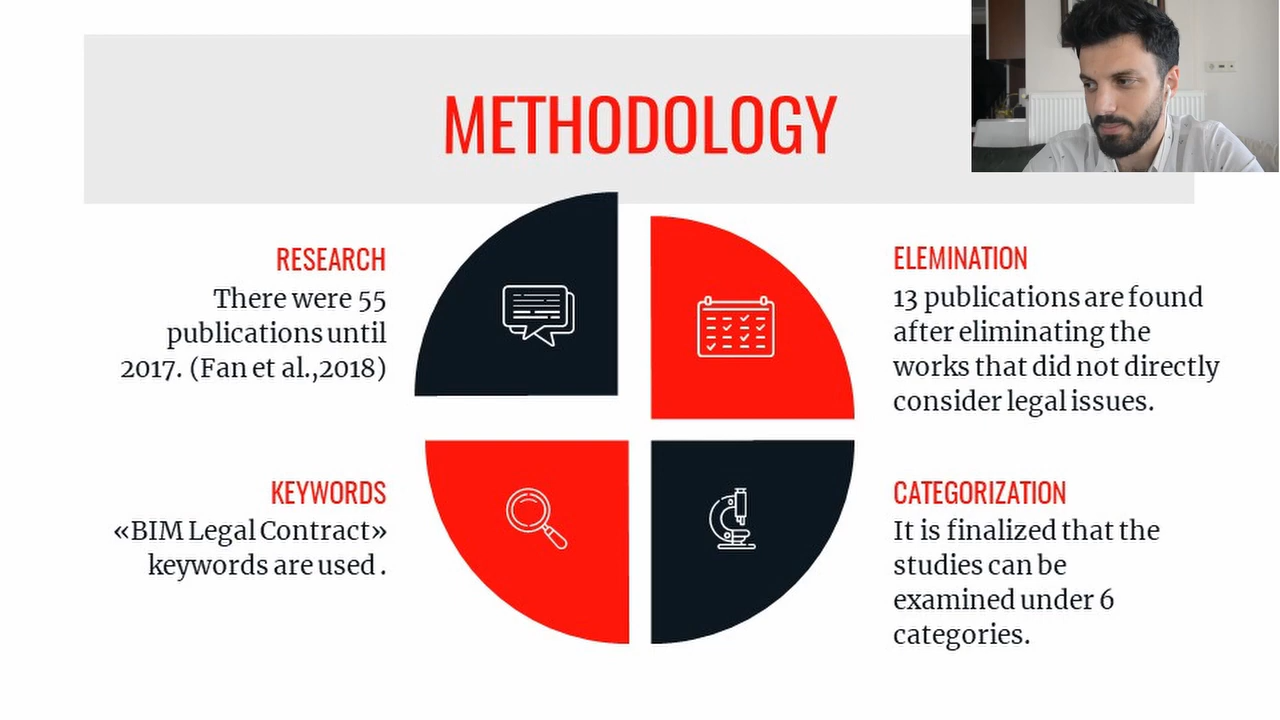 METHODOLOGY
RESEARCH
There were 55
publications until
2017. (Fan et al.,2018)
KEYWORDS
«BIM Legal Contract»
keywords are used .
ELEMINATION
13 publications are found
after eliminating the
works that did not directly
consider legal issues.
CATEGORIZATION
It is finalized that the
studies can be
examined under 6
categories.